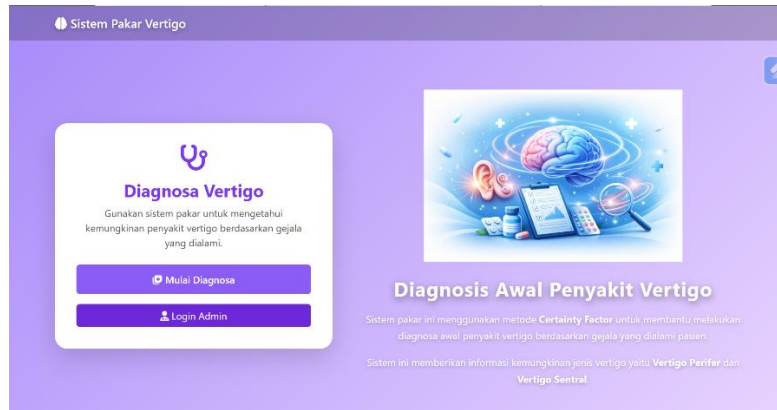 Sistem Pakar Vertigo
Diagnosa Vertigo
Gunakan sistem pakar untuk mengetahui
kemungkinan penyakit vertigo berdasarkan gejala
yang dialami.
Mulai Diagnosa
Login Admin
Diagnosis Awal Penyakit Vertigo
Sistem pakar ini menggunakan metode Certainty Factor untuk membantu melakukan
diagnosa awal penyakit vertigo berdasarkan gejala yang dialami pasien.
Sistem ini memberikan informasi kemungkinan jenis vertigo yaitu Vertigo Perifer dan
Vertigo Sentral.